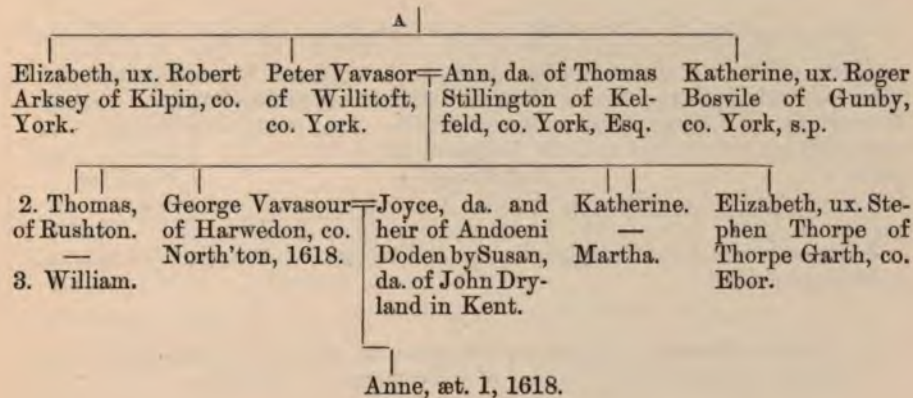 A
Elizabeth, ux. Robert
Arksey of Kilpin, co.
York.
Peter Vavasor
of Willitoft,
co. York.
Ann, da. of Thomas
Stillington of Kel-
feld, co. York, Esq.
Katherine, ux. Roger
Bosvile of Gunby,
co. York, s.p.
2. Thomas,
of Rushton.
—
3. William.
George Vavasour
of Harwedon, co.
North'ton, 1618.
Joyce, da. and
heir of Andoeni
Doden by Susan,
da. of John Dry-
land in Kent.
Katherine.
—
Martha.
Elizabeth, ux. Ste-
phen Thorpe of
Thorpe Garth, co.
Ebor.
Anne, æt. 1, 1618.